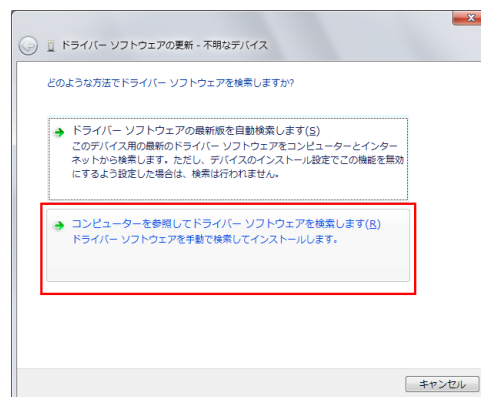 ドライバー ソフトウェアの更新 - 不明なデバイス
どのような方法でドライバー ソフトウェアを検索しますか?
ドライバー ソフトウェアの最新版を自動検索します(S)
このデバイス用の最新のドライバー ソフトウェアをコンピューターとインター
ネットから検索します。ただし、デバイスのインストール設定でこの機能を無効
にするよう設定した場合は、検索は行われません。
コンピューターを参照してドライバー ソフトウェアを検索します(R)
ドライバー ソフトウェアを手動で検索してインストールします。
キャンセル